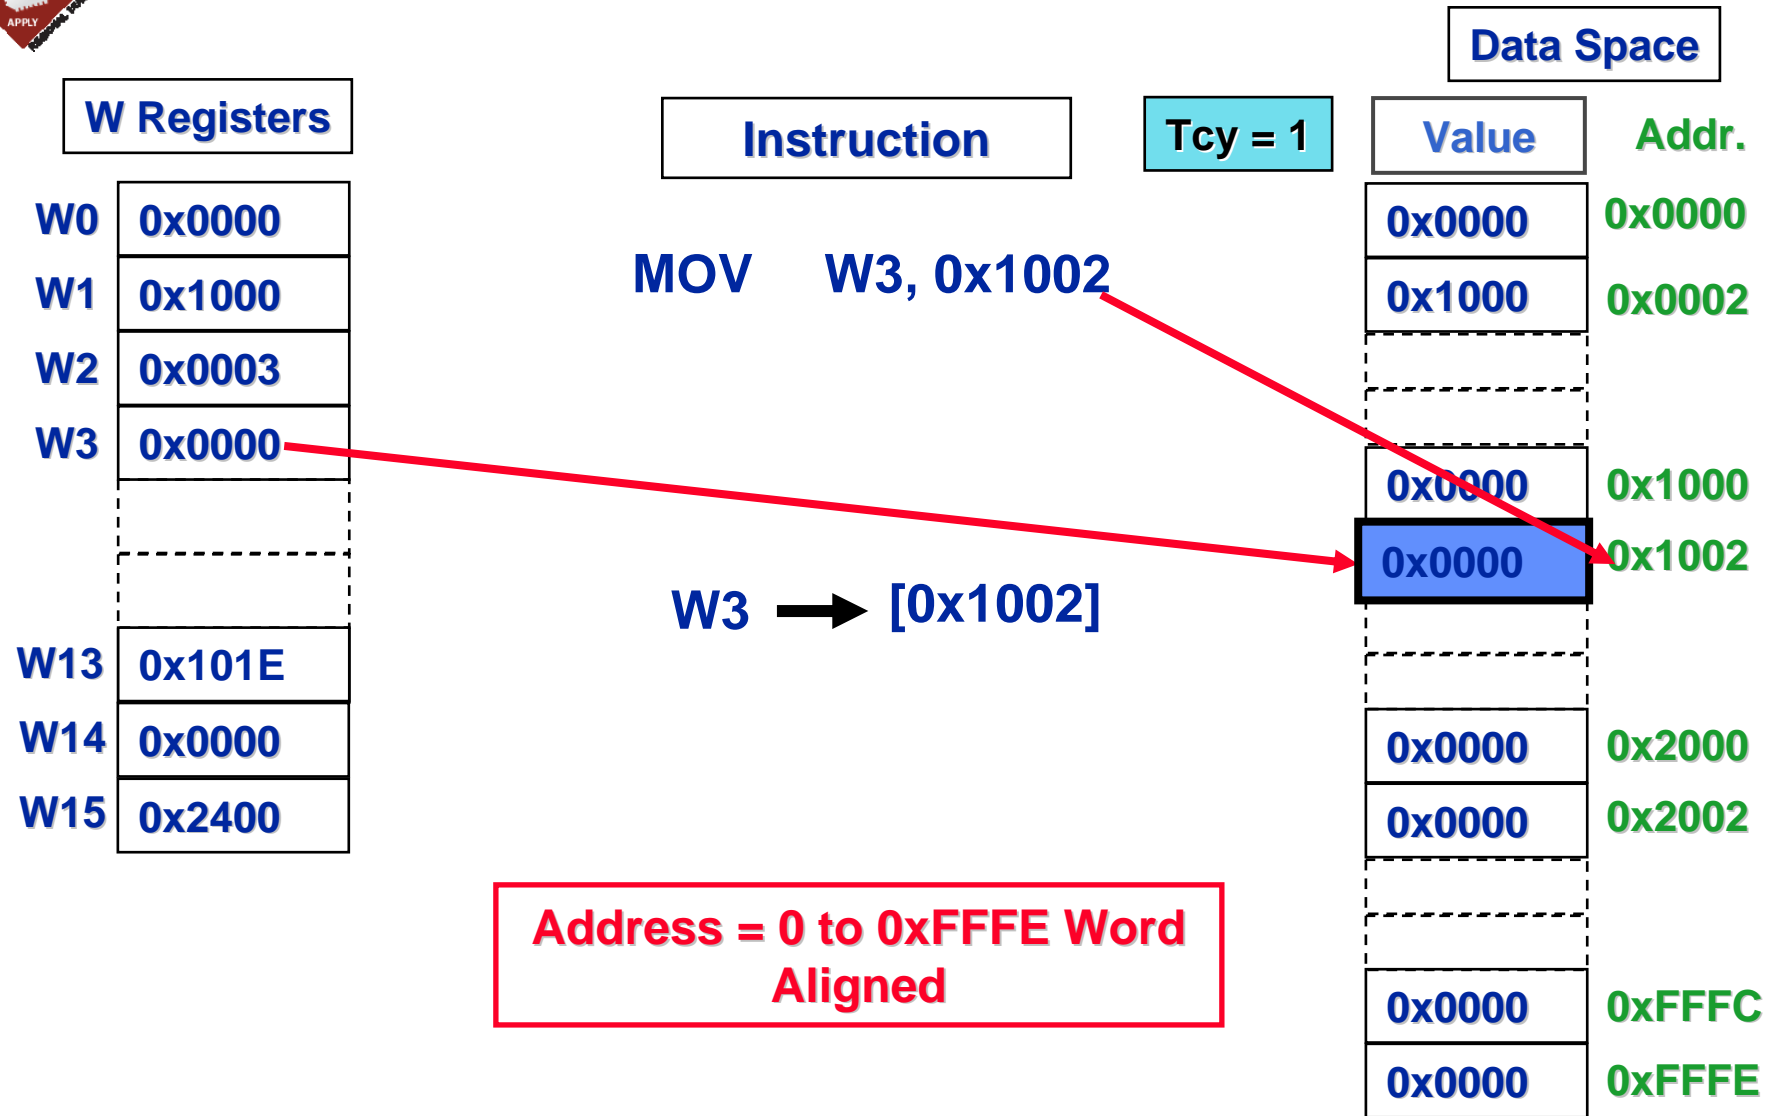 APPLY
Data Space
W Registers
Instruction
Tcy = 1
Value
Addr.
W0 0x0000
W1 0x1000
W2 0x0003
W3 0x0000
W13 0x101E
W14 0x0000
W15 0x2400
MOV W3, 0x1002
W3 [0x1002]
0x0000 0x0000
0x1000 0x0002
0x0000 0x1000
0x0000 0x1002
0x0000 0x2000
0x0000 0x2002
0x0000 0xFFFC
0x0000 0xFFFE
Address = 0 to 0xFFFE Word
Aligned